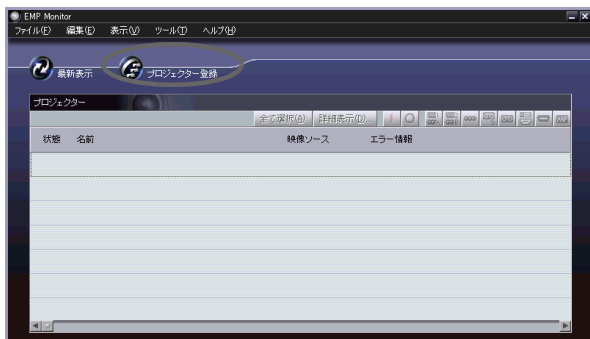 EMP Monitor
ファイル(F) 編集(E) 表示(V) ツール(T) ヘルプ(H)
最新表示 プロジェクター登録
プロジェクター
全て選択(A) 詳細表示(D)
状態 名前 映像ソース エラー情報